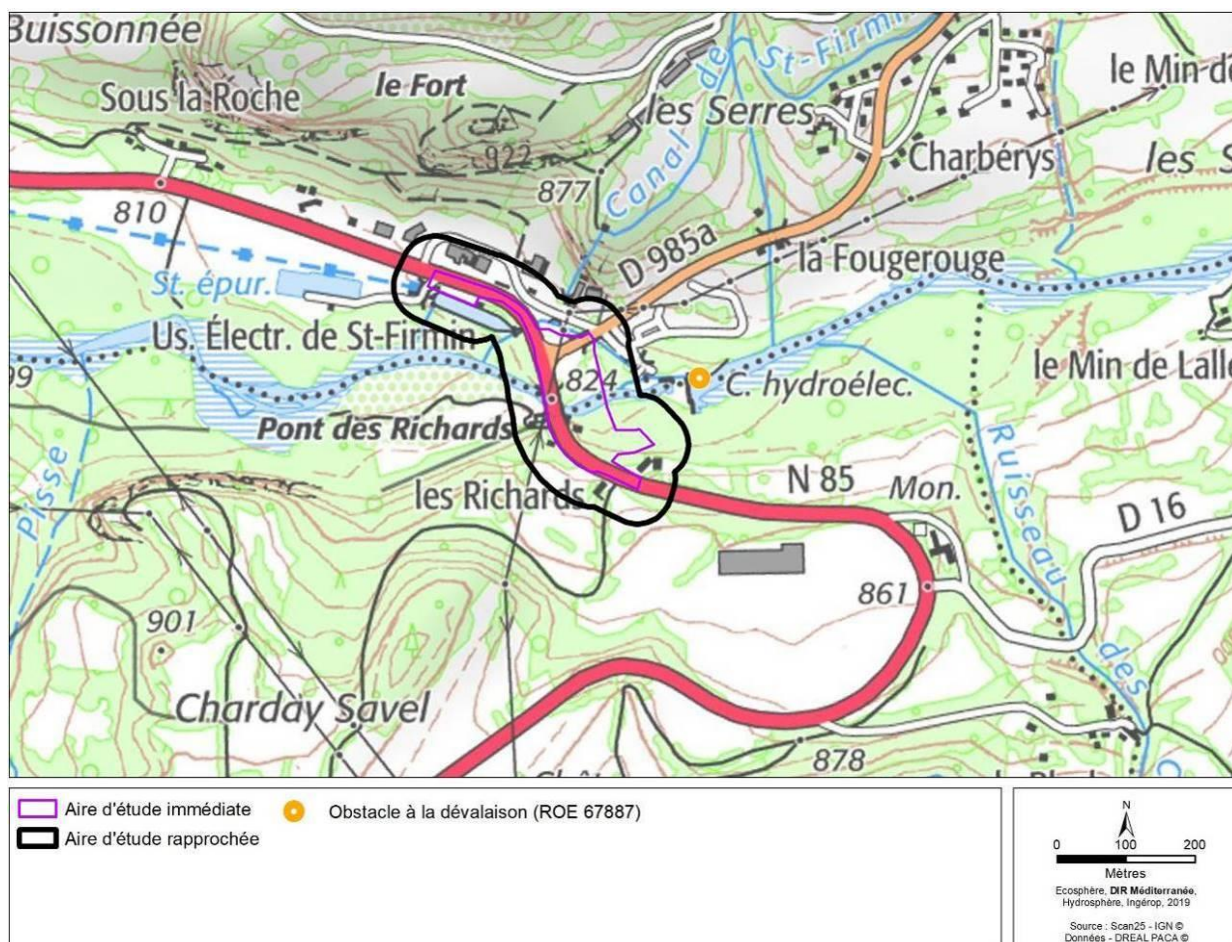 Buissonnée
Sous la Roche
le Fort
922
877
Canal de
St-Firmin
les Serres
Charbérys
810
D 985a
la Fougerouge
St. épur.
Us. Électr. de St-Firmin
824
C. hydroélec.
le Min de Lalle
99
Pont des Richards
Pisse
les Richards
N 85
Mon.
D 16
Ruisseau
des
861
901
Charday Savel
878
Aire d'étude immédiate
Obstacle à la dévalaison (ROE 67887)
Aire d'étude rapprochée
N
0 100 200
Mètres
Ecosphère, DIR Méditerranée,
Hydrosphère, Ingérop, 2019
Source : Scan25 - IGN ©
Données - DREAL PACA ©